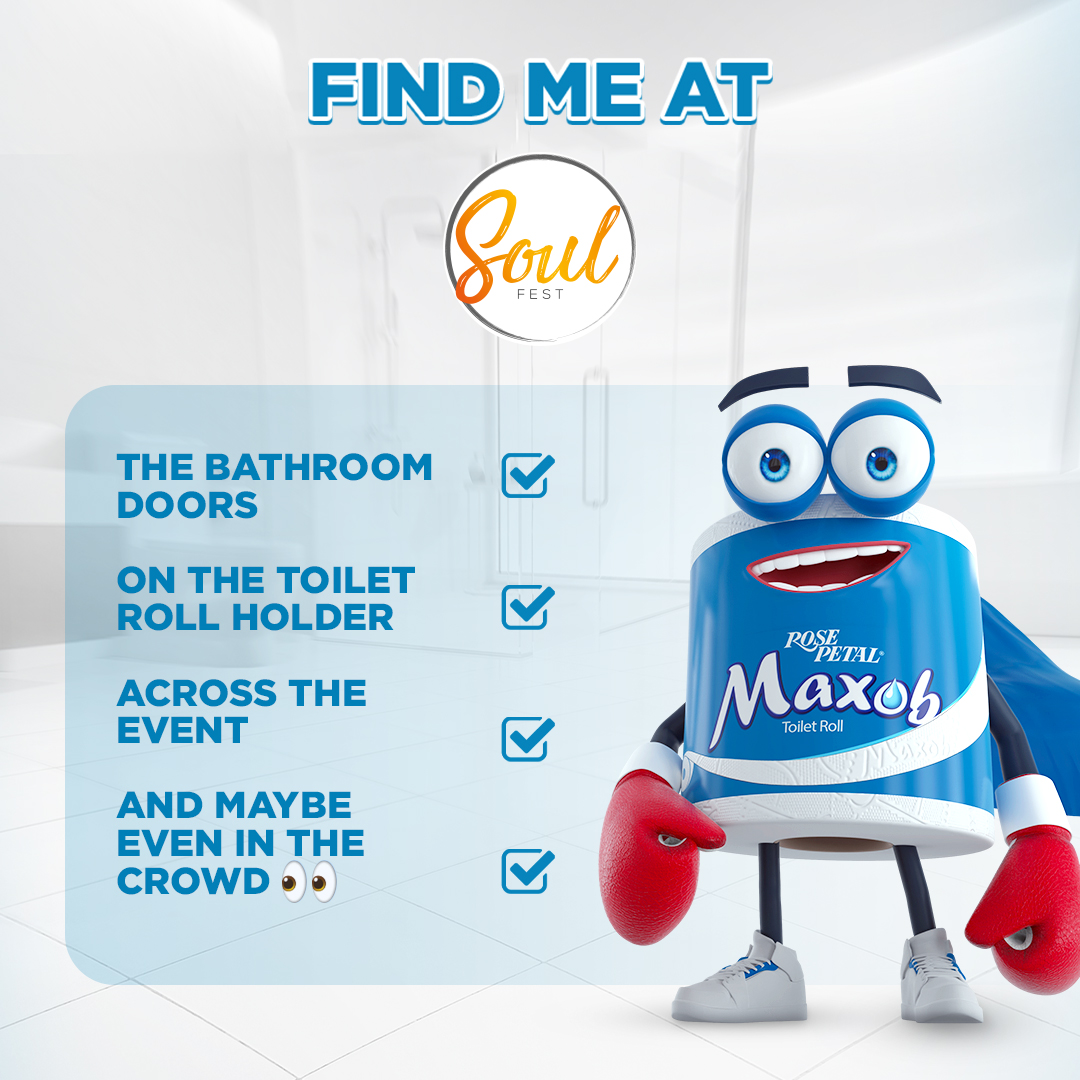 FIND ME AT
Soul
FEST
THE BATHROOM
DOORS
ON THE TOILET
ROLL HOLDER
ACROSS THE
EVENT
AND MAYBE
EVEN IN THE
CROWD 👀
ROSE
PETAL®
Maxob
Toilet Roll
Maxob